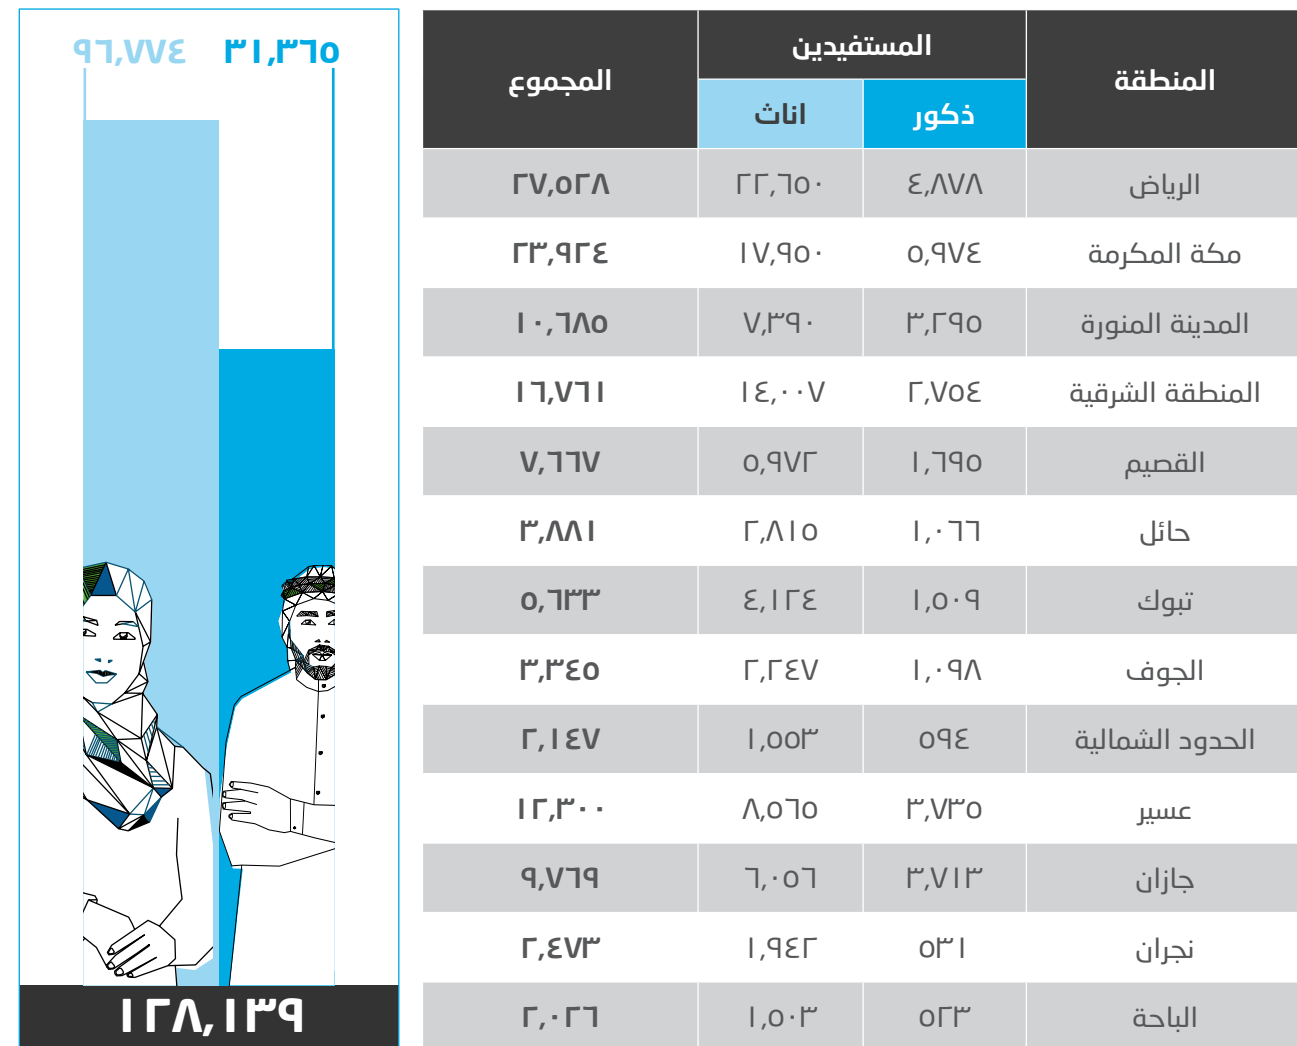 المنطقة المستفيدين المجموع
ذكور اناث
الرياض ٤,٨٧٨ ٢٢,٦٥٠ ٢٧,٥٢٨
مكة المكرمة ٥,٩٧٤ ١٧,٩٥٠ ٢٣,٩٢٤
المدينة المنورة ٣,٢٩٥ ٧,٣٩٠ ١٠,٦٨٥
المنطقة الشرقية ٢,٧٥٤ ١٤,٠٠٧ ١٦,٧٦١
القصيم ١,٦٩٥ ٥,٩٧٢ ٧,٦٦٧
حائل ١,٠٦٦ ٢,٨١٥ ٣,٨٨١
تبوك ١,٥٠٩ ٤,١٢٤ ٥,٦٣٣
الجوف ١,٠٩٨ ٢,٢٤٧ ٣,٣٤٥
الحدود الشمالية ٥٩٤ ١,٥٥٣ ٢,١٤٧
عسير ٣,٧٣٥ ٨,٥٦٥ ١٢,٣٠٠
جازان ٣,٧١٣ ٦,٠٥٦ ٩,٧٦٩
نجران ٥٣١ ١,٩٤٢ ٢,٤٧٣
الباحة ٥٢٣ ١,٥٠٣ ٢,٠٢٦
٣١,٣٦٥ ٩٦,٧٧٤
١٢٨,١٣٩